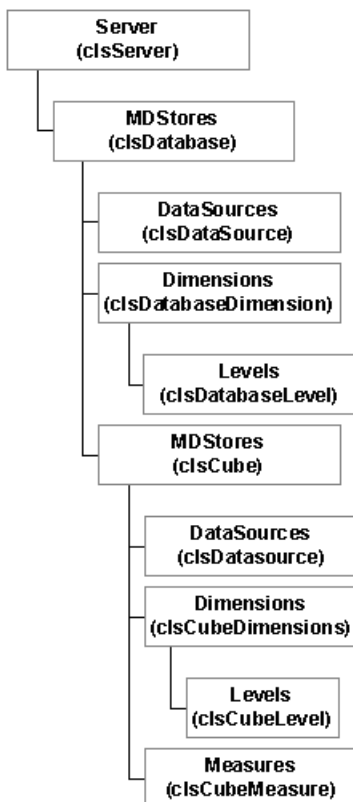 Server
(clsServer)
MDStores
(clsDatabase)
DataSources
(clsDataSource)
Dimensions
(clsDatabaseDimension)
Levels
(clsDatabaseLevel)
MDStores
(clsCube)
DataSources
(clsDatasource)
Dimensions
(clsCubeDimensions)
Levels
(clsCubeLevel)
Measures
(clsCubeMeasure)